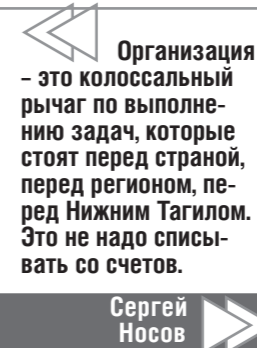 Организация
– это колоссальный
рычаг по выполне-
нию задач, которые
стоят перед страной,
перед регионом, пе-
ред Нижним Тагилом.
Это не надо списы-
вать со счетов.
Сергей
Носов